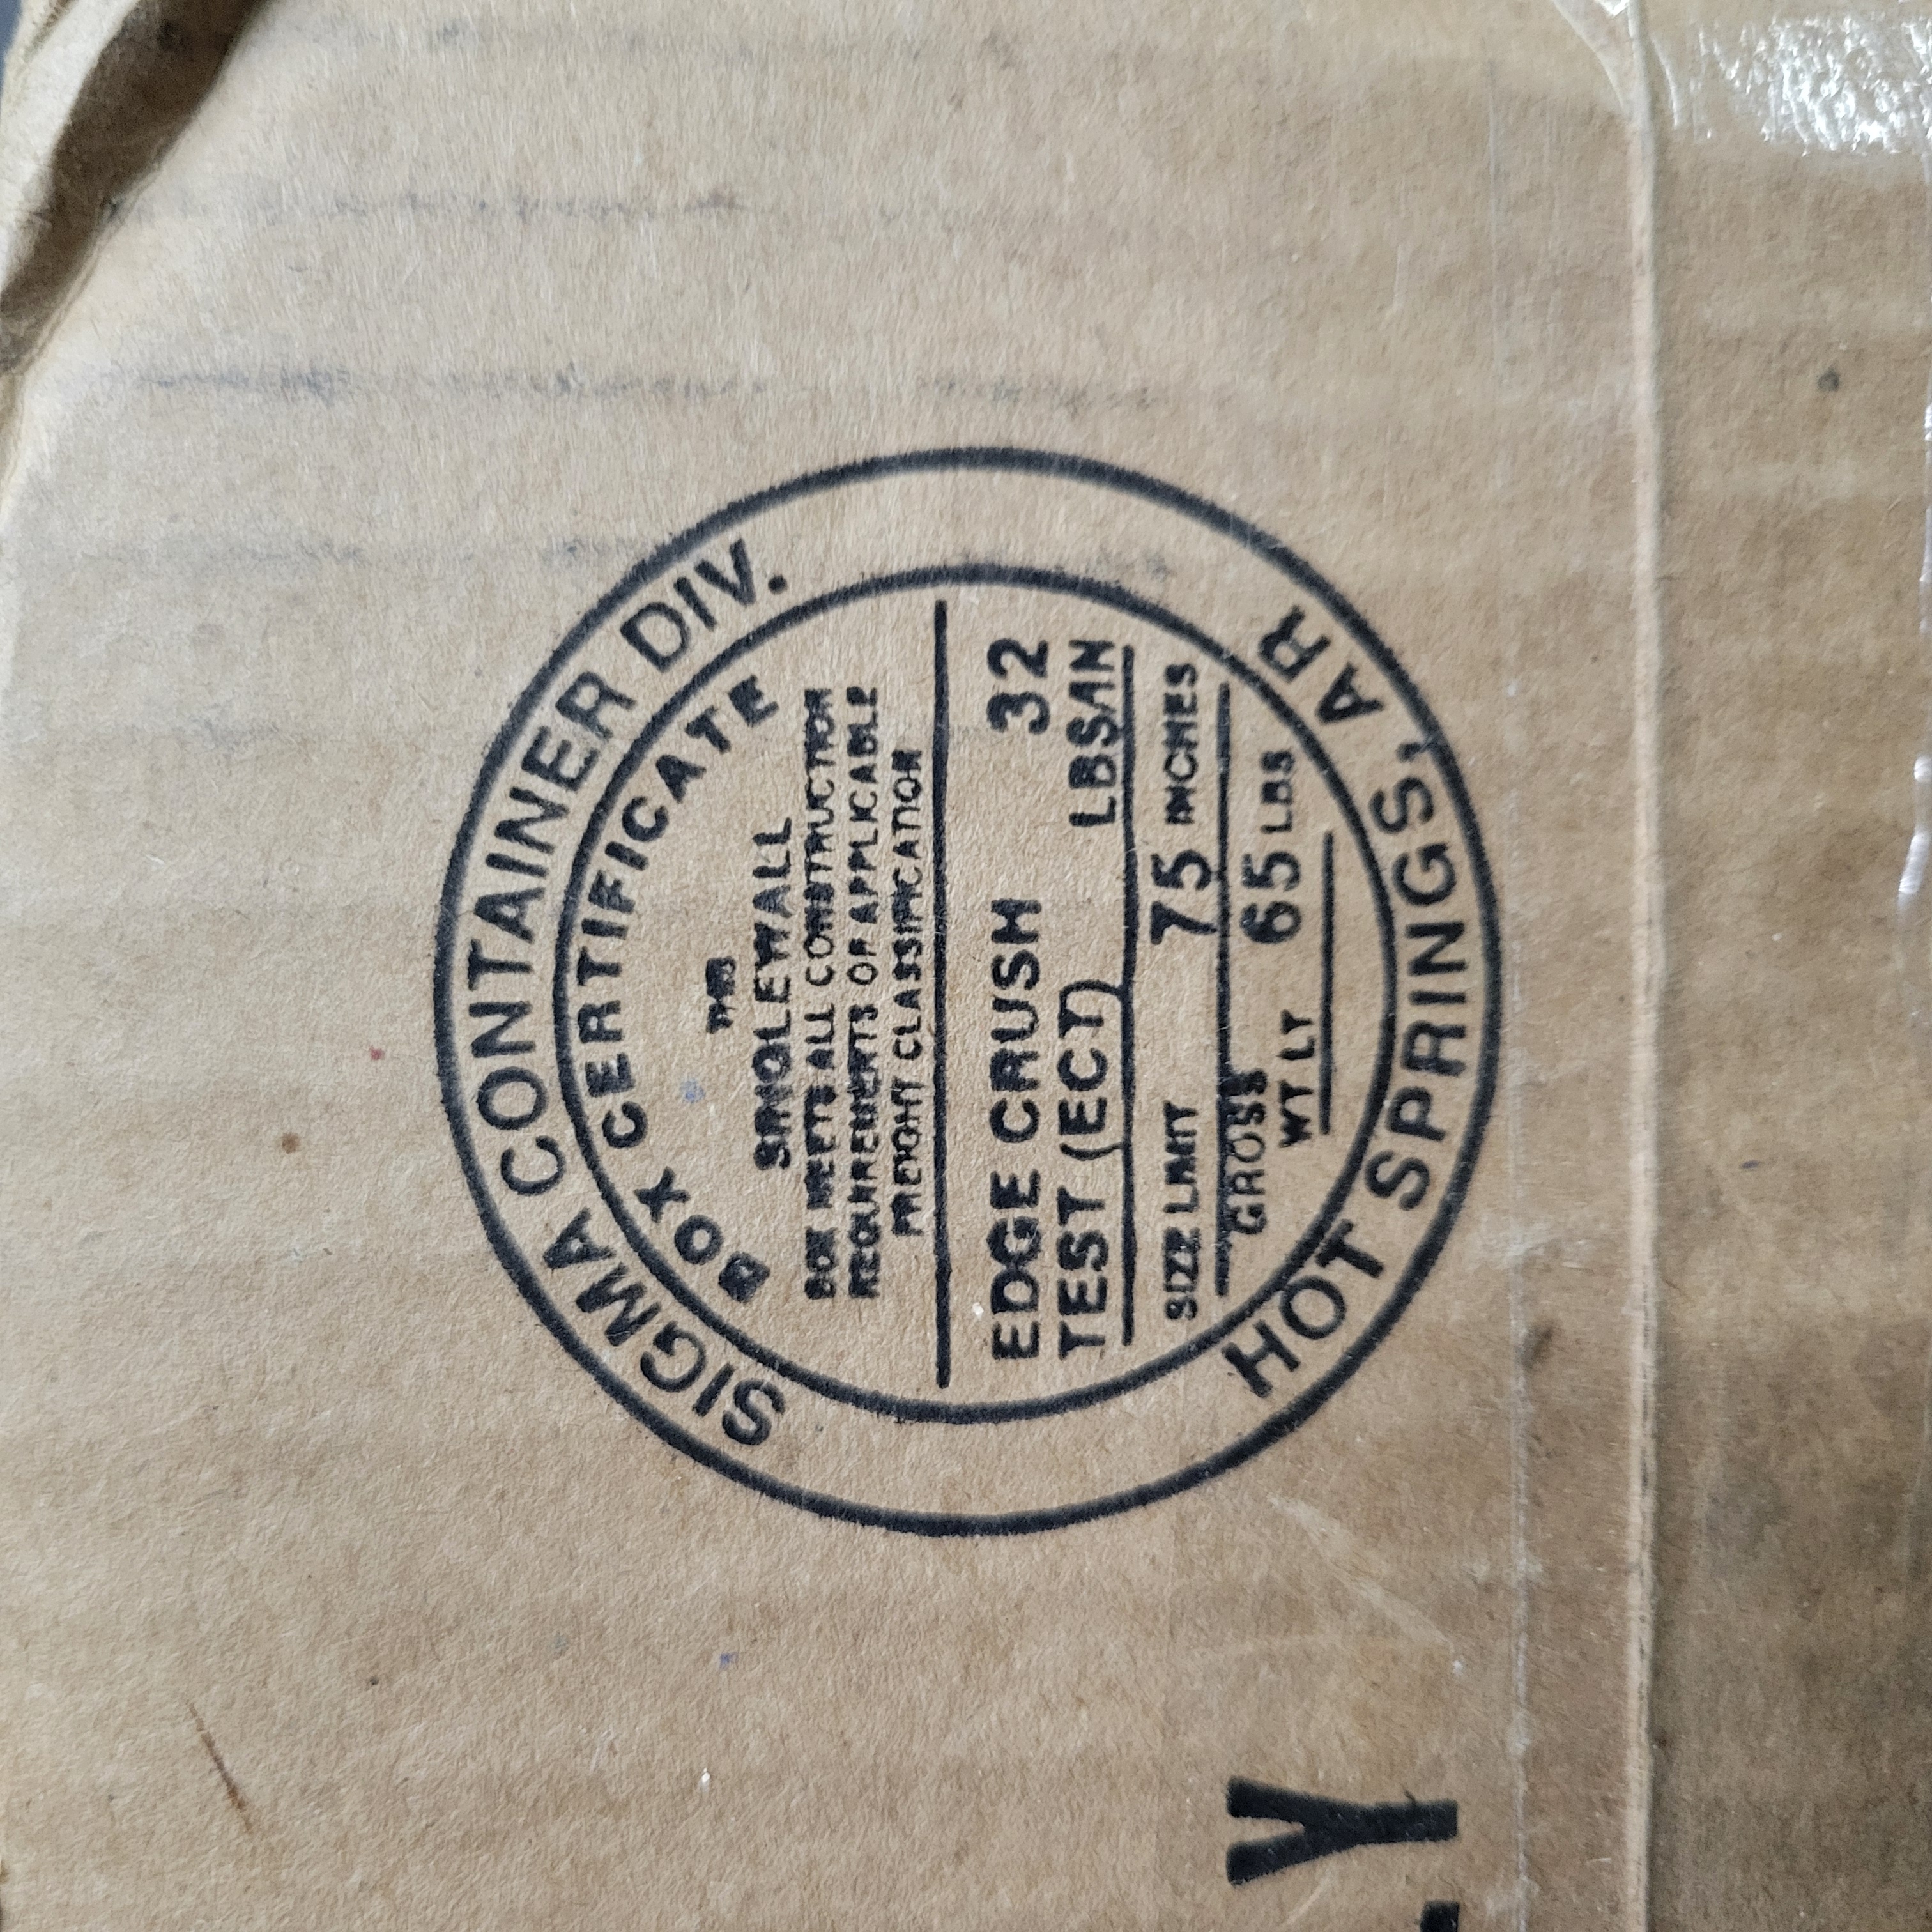 SIGMA CONTAINER DIV.
BOX CERTIFICATE
THIS
SINGLEWALL
BOX MEETS ALL CONSTRUCTION
REQUIREMENTS OF APPLICABLE
FREIGHT CLASSIFICATION
EDGE CRUSH 32
TEST (ECT) LBS/IN
SIZE LIMIT 75 INCHES
GROSS 65 LBS
WT LT
HOT SPRINGS, AR
Y